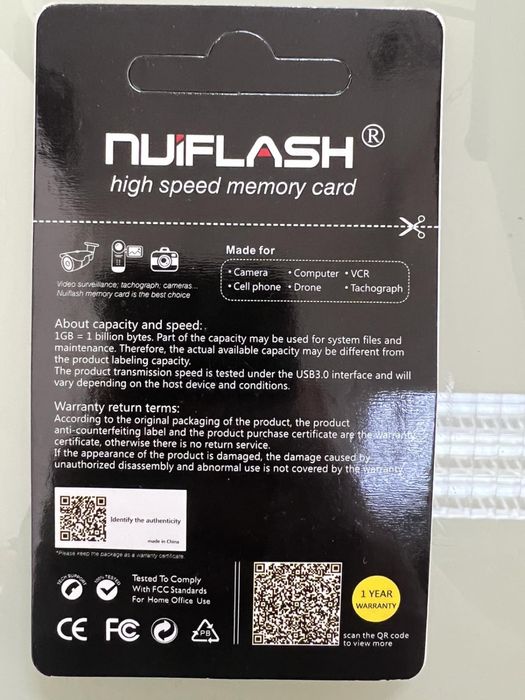 NUiFLASH®
high speed memory card
Made for
• Camera • Computer • VCR
• Cell phone • Drone • Tachograph
Video surveillance; tachograph; cameras...
Nuiflash memory card is the best choice
About capacity and speed:
1GB = 1 billion bytes. Part of the capacity may be used for system files and
maintenance. Therefore, the actual available capacity may be different from
the product labeling capacity.
The product transmission speed is tested under the USB3.0 interface and will
vary depending on the host device and conditions.
Warranty return terms:
According to the original packaging of the product, the product
anti-counterfeiting label and the product purchase certificate are the warranty
certificate, otherwise there is no return service.
If the appearance of the product is damaged, the damage caused by
unauthorized disassembly and abnormal use is not covered by the warranty.
Identify the authenticity
made in China
*Please keep the package as a warranty certificate.
TECH SUPPORT
100% TESTED
Tested To Comply
With FCC Standards
For Home Office Use
CE FC PB
1 YEAR
WARRANTY
scan the QR code
to view more